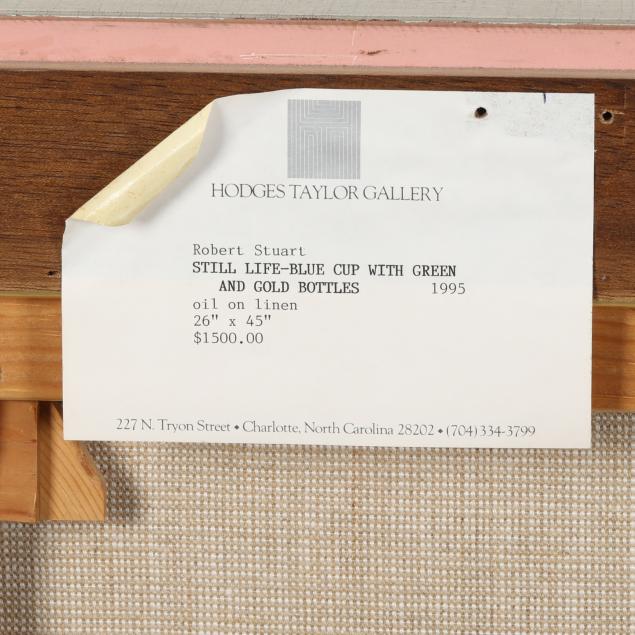 HODGES TAYLOR GALLERY
Robert Stuart
STILL LIFE-BLUE CUP WITH GREEN
AND GOLD BOTTLES 1995
oil on linen
26" x 45"
$1500.00
227 N. Tryon Street ⬥ Charlotte, North Carolina 28202 ⬥ (704) 334-3799